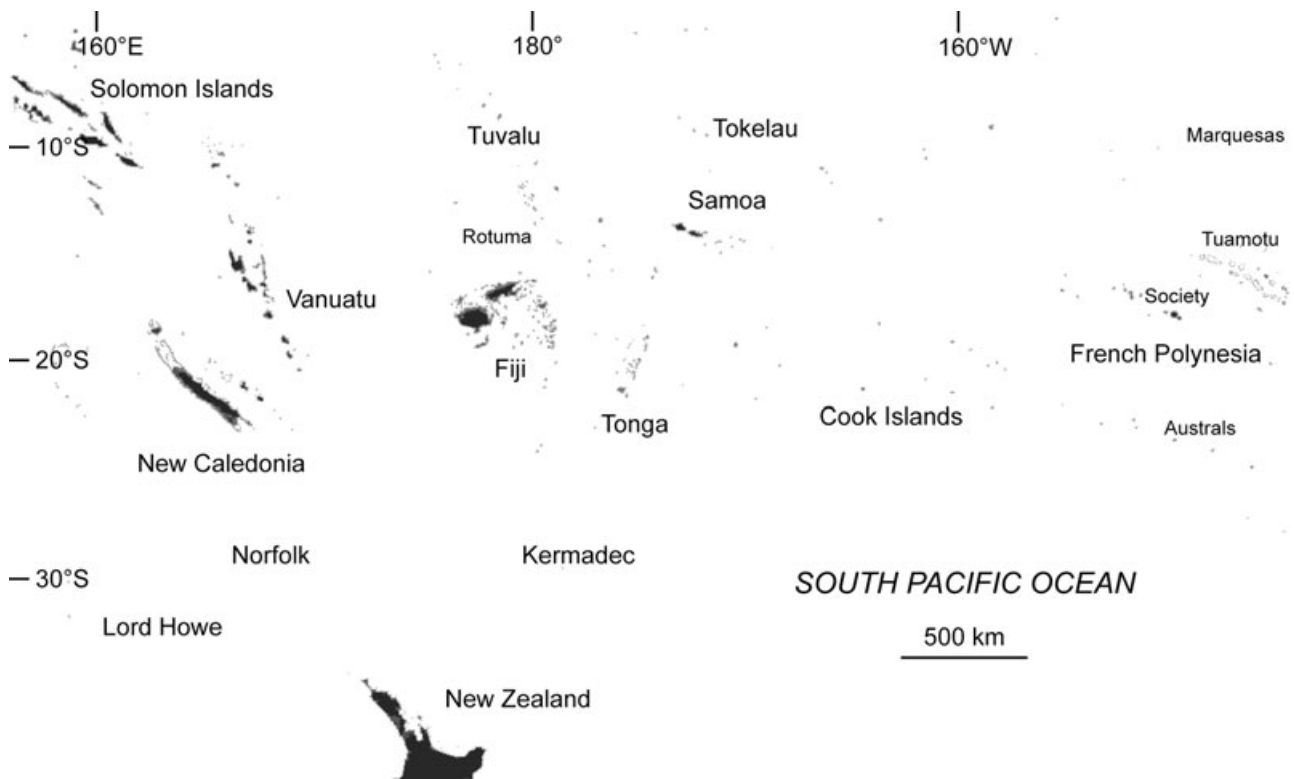 160°E
180°
160°W
Solomon Islands
10°S
Tuvalu
Tokelau
Marquesas
Samoa
Rotuma
Tuamotu
Vanuatu
Society
20°S
Fiji
French Polynesia
Tonga
Cook Islands
Australs
New Caledonia
Norfolk
Kermadec
30°S
SOUTH PACIFIC OCEAN
Lord Howe
500 km
New Zealand